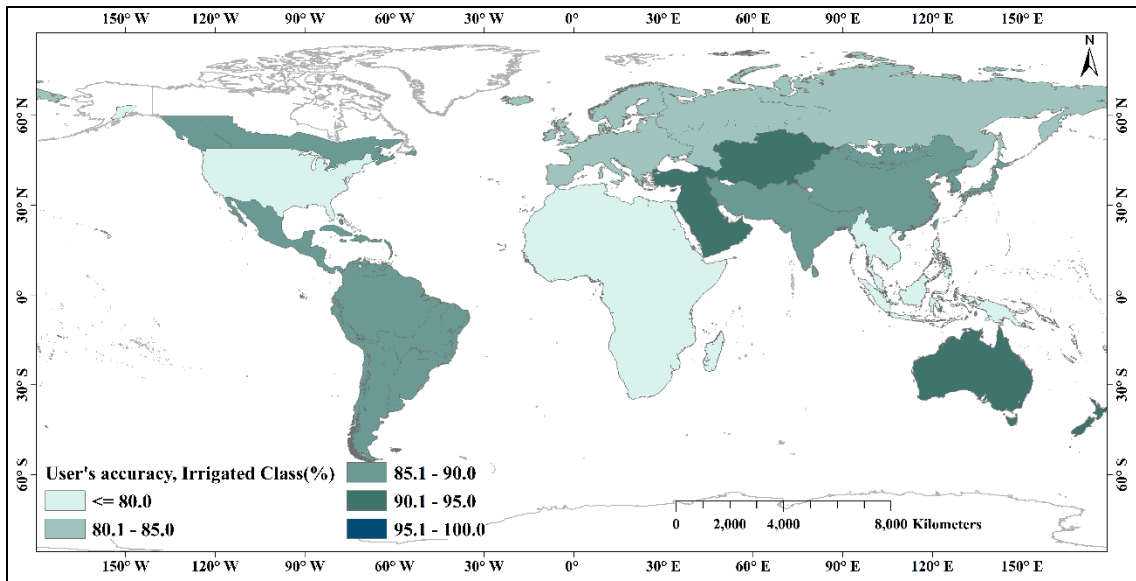 150° W 120° W 90° W 60° W 30° W 0° 30° E 60° E 90° E 120° E 150° E
N
60° N 60° N
30° N 30° N
0° 0°
30° S 30° S
60° S 60° S
User's accuracy, Irrigated Class(%)
<= 80.0
80.1 - 85.0
85.1 - 90.0
90.1 - 95.0
95.1 - 100.0
0 2,000 4,000 8,000 Kilometers
150° W 120° W 90° W 60° W 30° W 0° 30° E 60° E 90° E 120° E 150° E